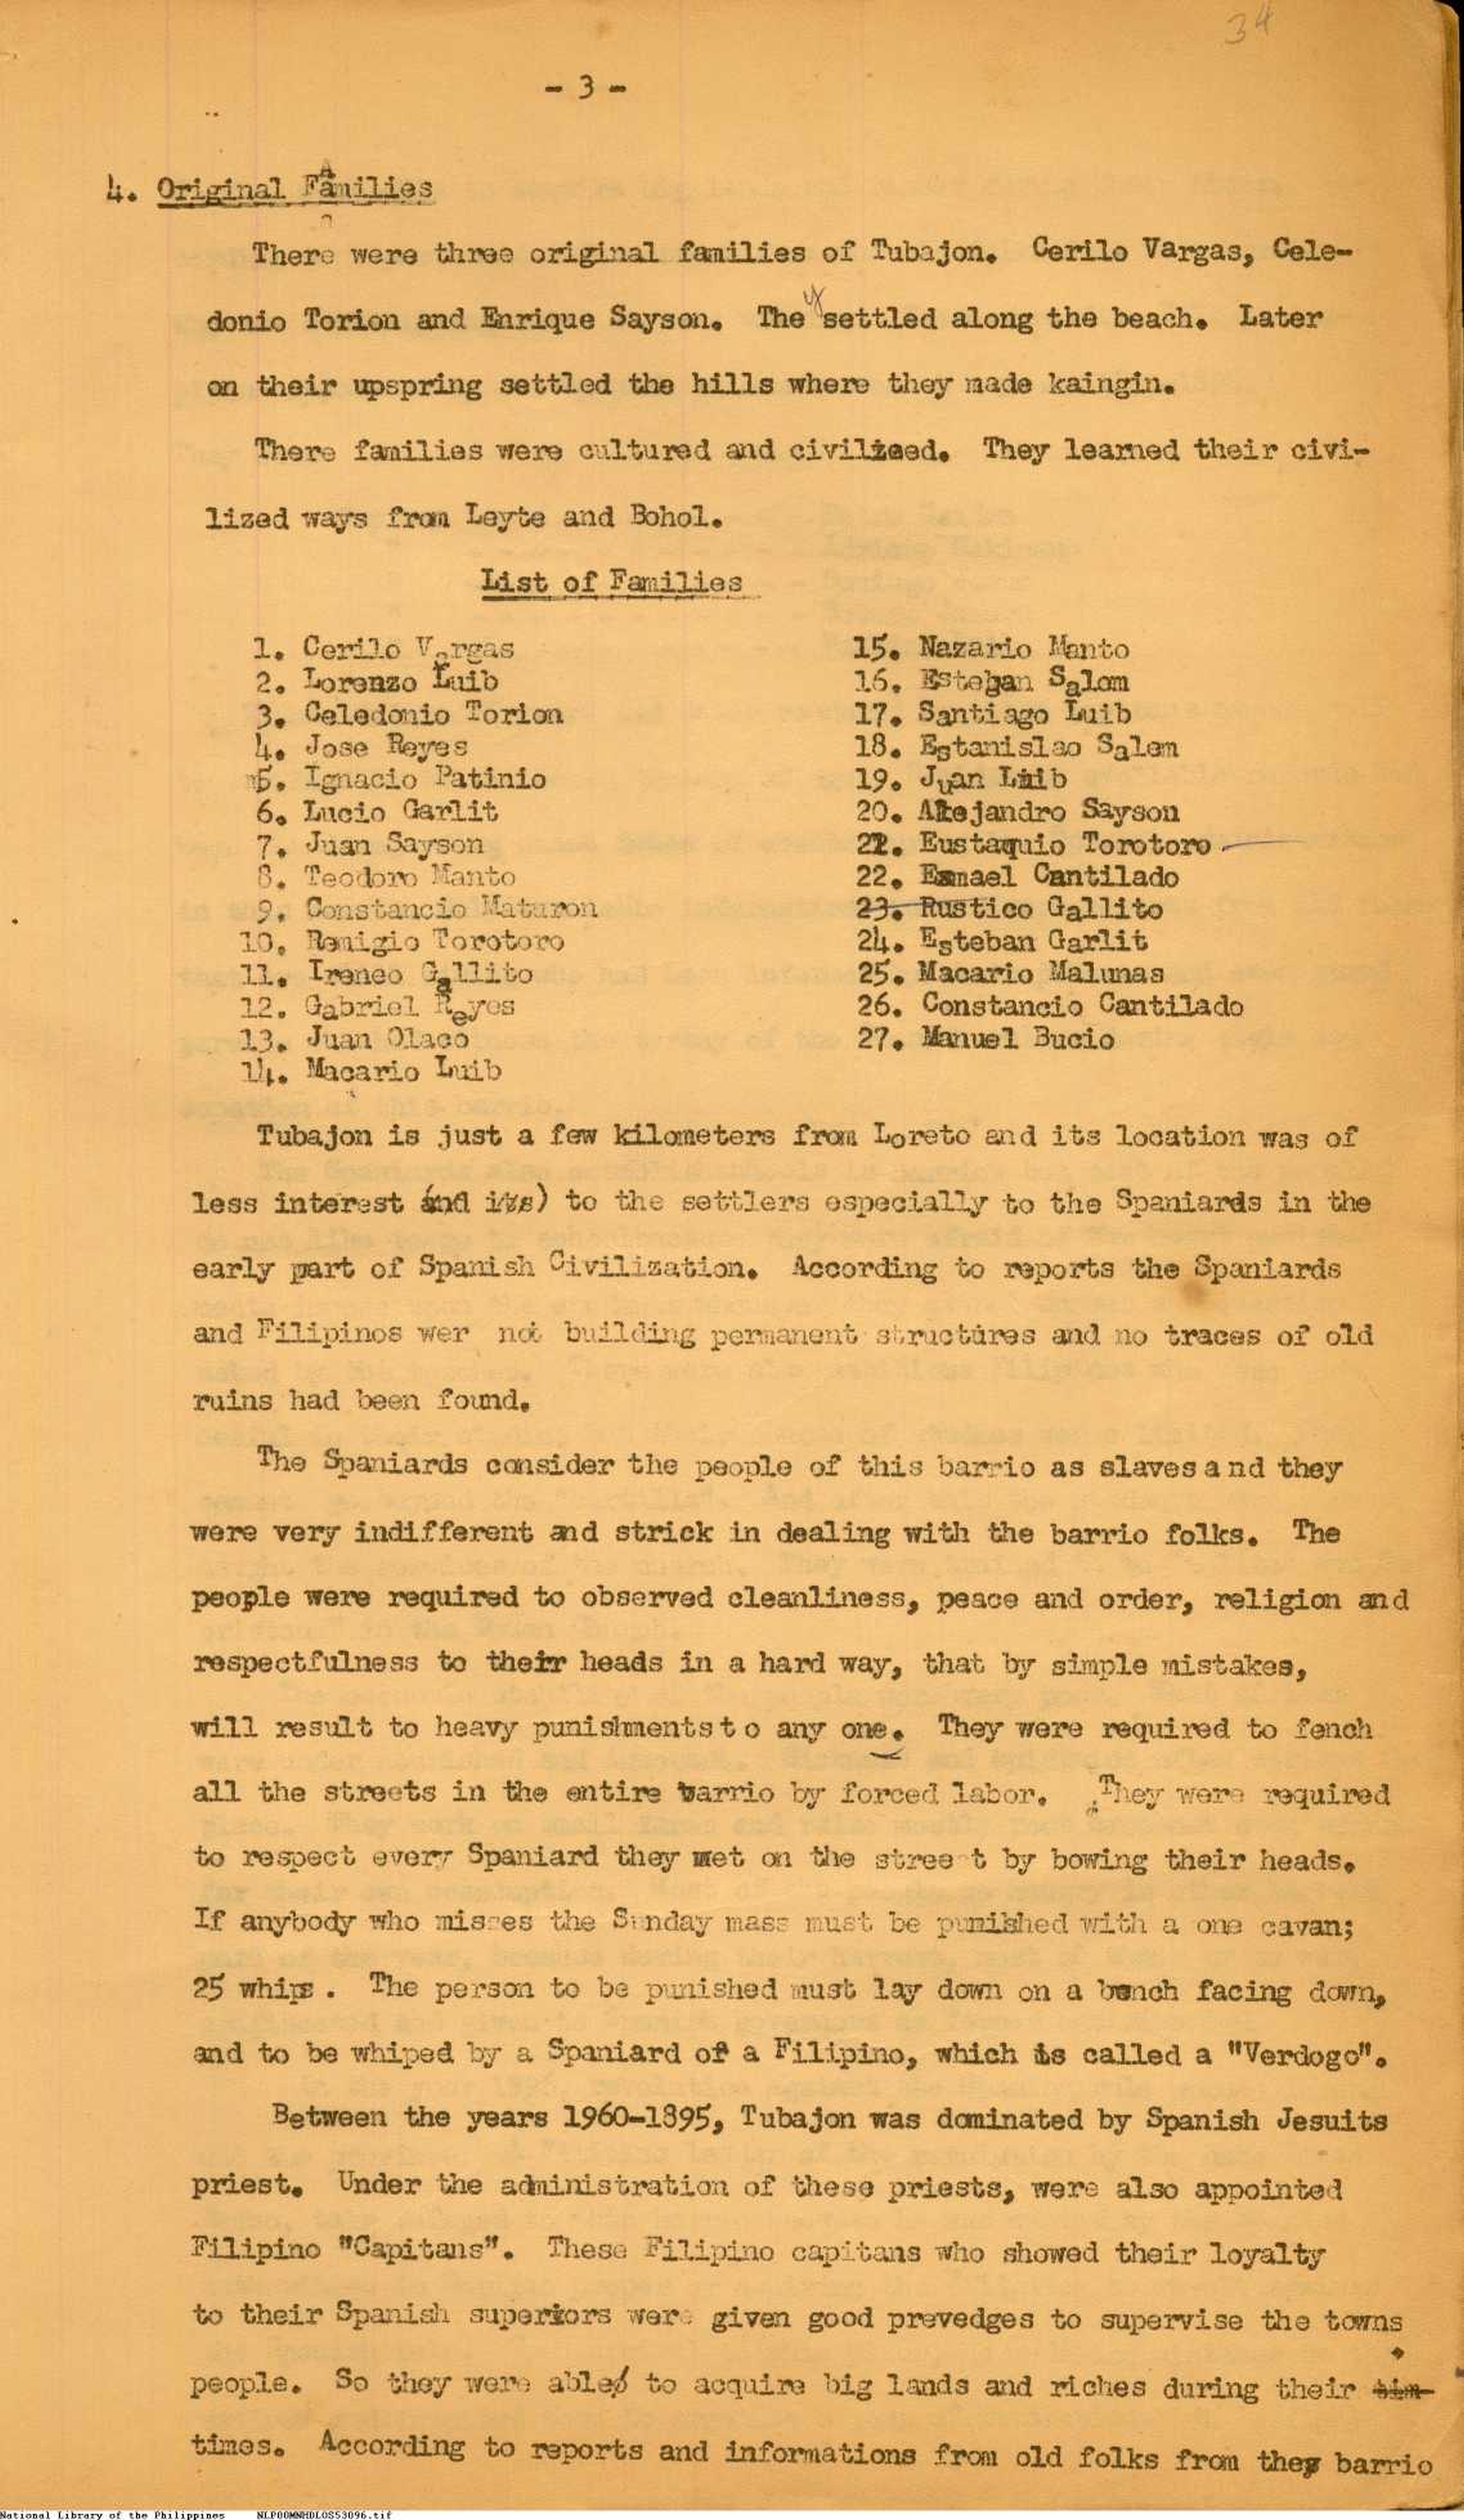 34
- 3 -
4. Original Families
There were three original families of Tubajon. Cerilo Vargas, Cele-
donio Torion and Enrique Sayson. They settled along the beach. Later
on their upspring settled the hills where they made kaingin.
There families were cultured and civilized. They learned their civi-
lized ways from Leyte and Bohol.
List of Families
1. Cerilo Vargas
2. Lorenzo Luib
3. Celedonio Torion
4. Jose Reyes
5. Ignacio Patinio
6. Lucio Garlit
7. Juan Sayson
8. Teodoro Manto
9. Constancio Maturon
10. Remigio Torotoro
11. Ireneo Gallito
12. Gabriel Reyes
13. Juan Olaco
14. Macario Luib
15. Nazario Manto
16. Esteban Salom
17. Santiago Luib
18. Estanislao Salem
19. Juan Luib
20. Alejandro Sayson
21. Eustaquio Torotoro
22. Esmael Cantilado
23. Rustico Gallito
24. Esteban Garlit
25. Macario Malunas
26. Constancio Cantilado
27. Manuel Bucio
Tubajon is just a few kilometers from Loreto and its location was of
less interest (and its) to the settlers especially to the Spaniards in the
early part of Spanish Civilization. According to reports the Spaniards
and Filipinos wer not building permanent structures and no traces of old
ruins had been found.
The Spaniards consider the people of this barrio as slaves and they
were very indifferent and strick in dealing with the barrio folks. The
people were required to observed cleanliness, peace and order, religion and
respectfulness to their heads in a hard way, that by simple mistakes,
will result to heavy punishments to any one. They were required to fench
all the streets in the entire barrio by forced labor. They were required
to respect every Spaniard they met on the street by bowing their heads.
If anybody who misses the Sunday mass must be punished with a one cavan;
25 whips. The person to be punished must lay down on a bench facing down,
and to be whiped by a Spaniard of a Filipino, which is called a "Verdogo".
Between the years 1960-1895, Tubajon was dominated by Spanish Jesuits
priest. Under the administration of these priests, were also appointed
Filipino "Capitans". These Filipino capitans who showed their loyalty
to their Spanish superiors were given good prevedges to supervise the towns
people. So they were able to acquire big lands and riches during their tim
times. According to reports and informations from old folks from the barrio
National Library of the Philippines NLP00MNHDLOS53096.tif